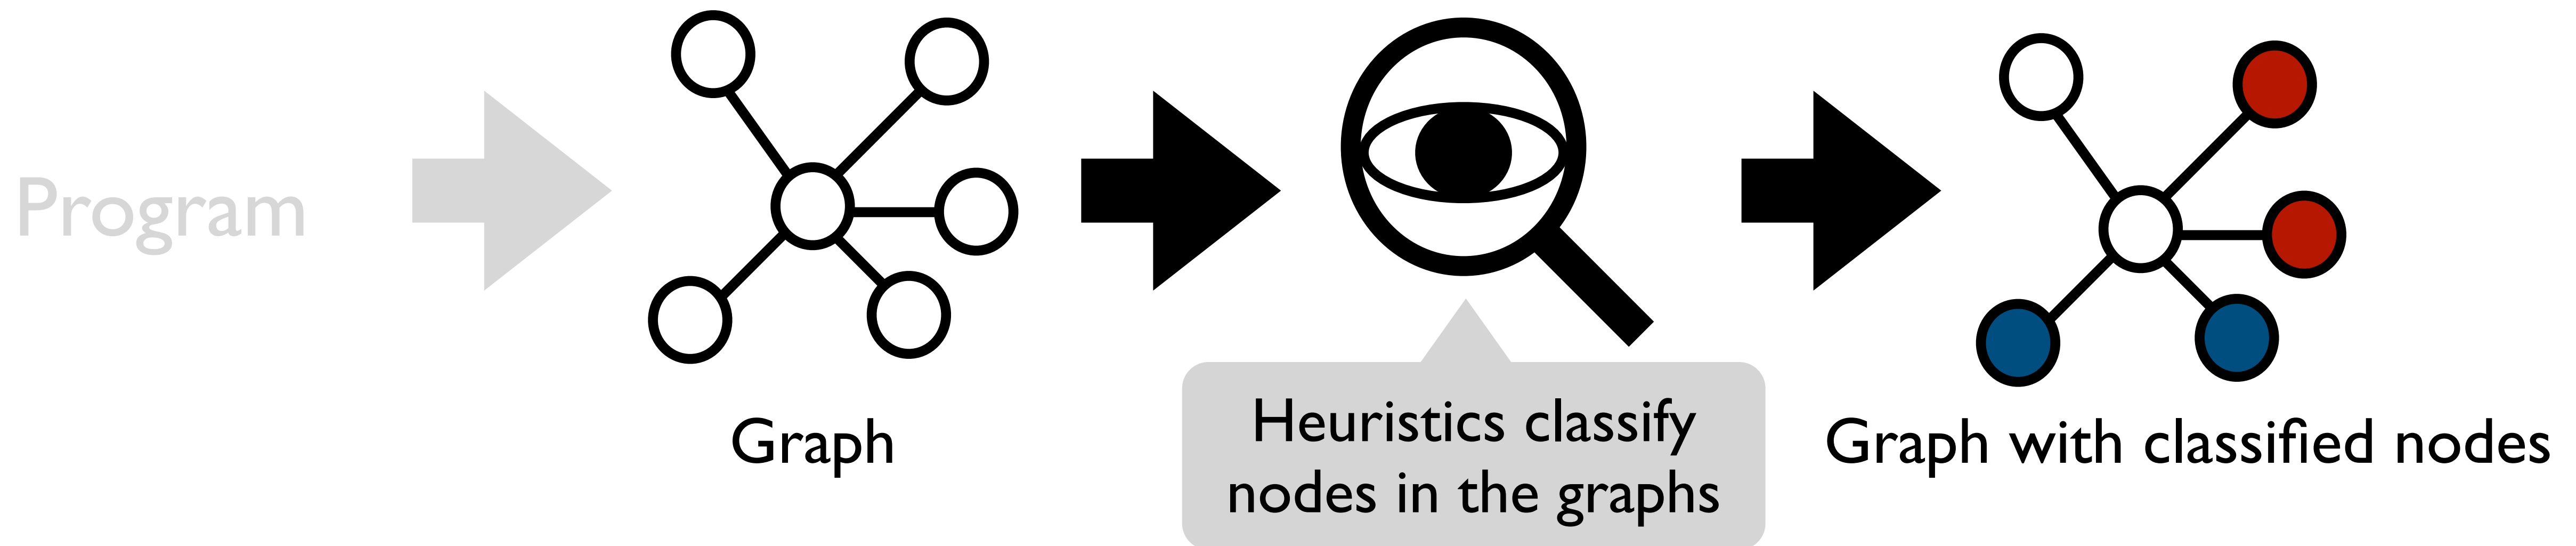 Program
Graph
Heuristics classify
nodes in the graphs
Graph with classified nodes